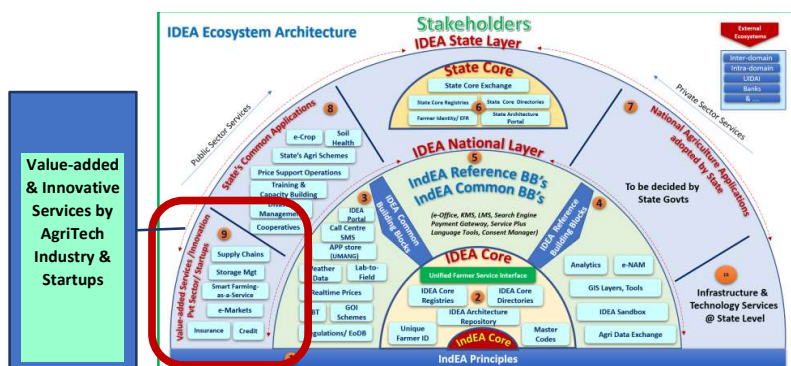 IDEA Ecosystem Architecture
Stakeholders
IDEA State Layer
External
Ecosystems
Inter-domain
Intra-domain
UIDAI
Banks
& ...
State Core
State Core Exchange
State Core Registries
State Core Directories
6
Farmer Identity/ EFR
State Architecture
Portal
Public Sector Services
Private Sector Services
8
State's Common Applications
e-Crop
Soil
Health
State's Agri Schemes
Price Support Operations
Training &
Capacity Building
Management
Cooperatives
7
National Agriculture Applications
adopted by State
To be decided by
State Govts
IDEA National Layer
5
IndEA Reference BB's
IndEA Common BB's
(e-Office, KMS, LMS, Search Engine
Payment Gateway, Service Plus
Language Tools, Consent Manager)
3
IDEA Common
Building Blocks
IDEA
Portal
Call Centre
SMS
APP store
(UMANG)
Weather
Data
Lab-to-
Field
Realtime Prices
BT
GOI
Schemes
Regulations/ EoDB
4
IDEA Reference
Building Blocks
Analytics
e-NAM
GIS Layers, Tools
IDEA Sandbox
Agri Data Exchange
Infrastructure &
Technology Services
@ State Level
IDEA Core
Unified Farmer Service Interface
IDEA Core
Registries
2
IDEA Core
Directories
IDEA Architecture
Repository
Unique
Farmer ID
Master
Codes
IndEA Core
IndEA Principles
Value-added
& Innovative
Services by
AgriTech
Industry &
Startups
9
Value-added Services /Innovation
Pvt Sector/ Startups
Supply Chains
Storage Mgt
Smart Farming-
as-a-Service
e-Markets
Insurance
Credit